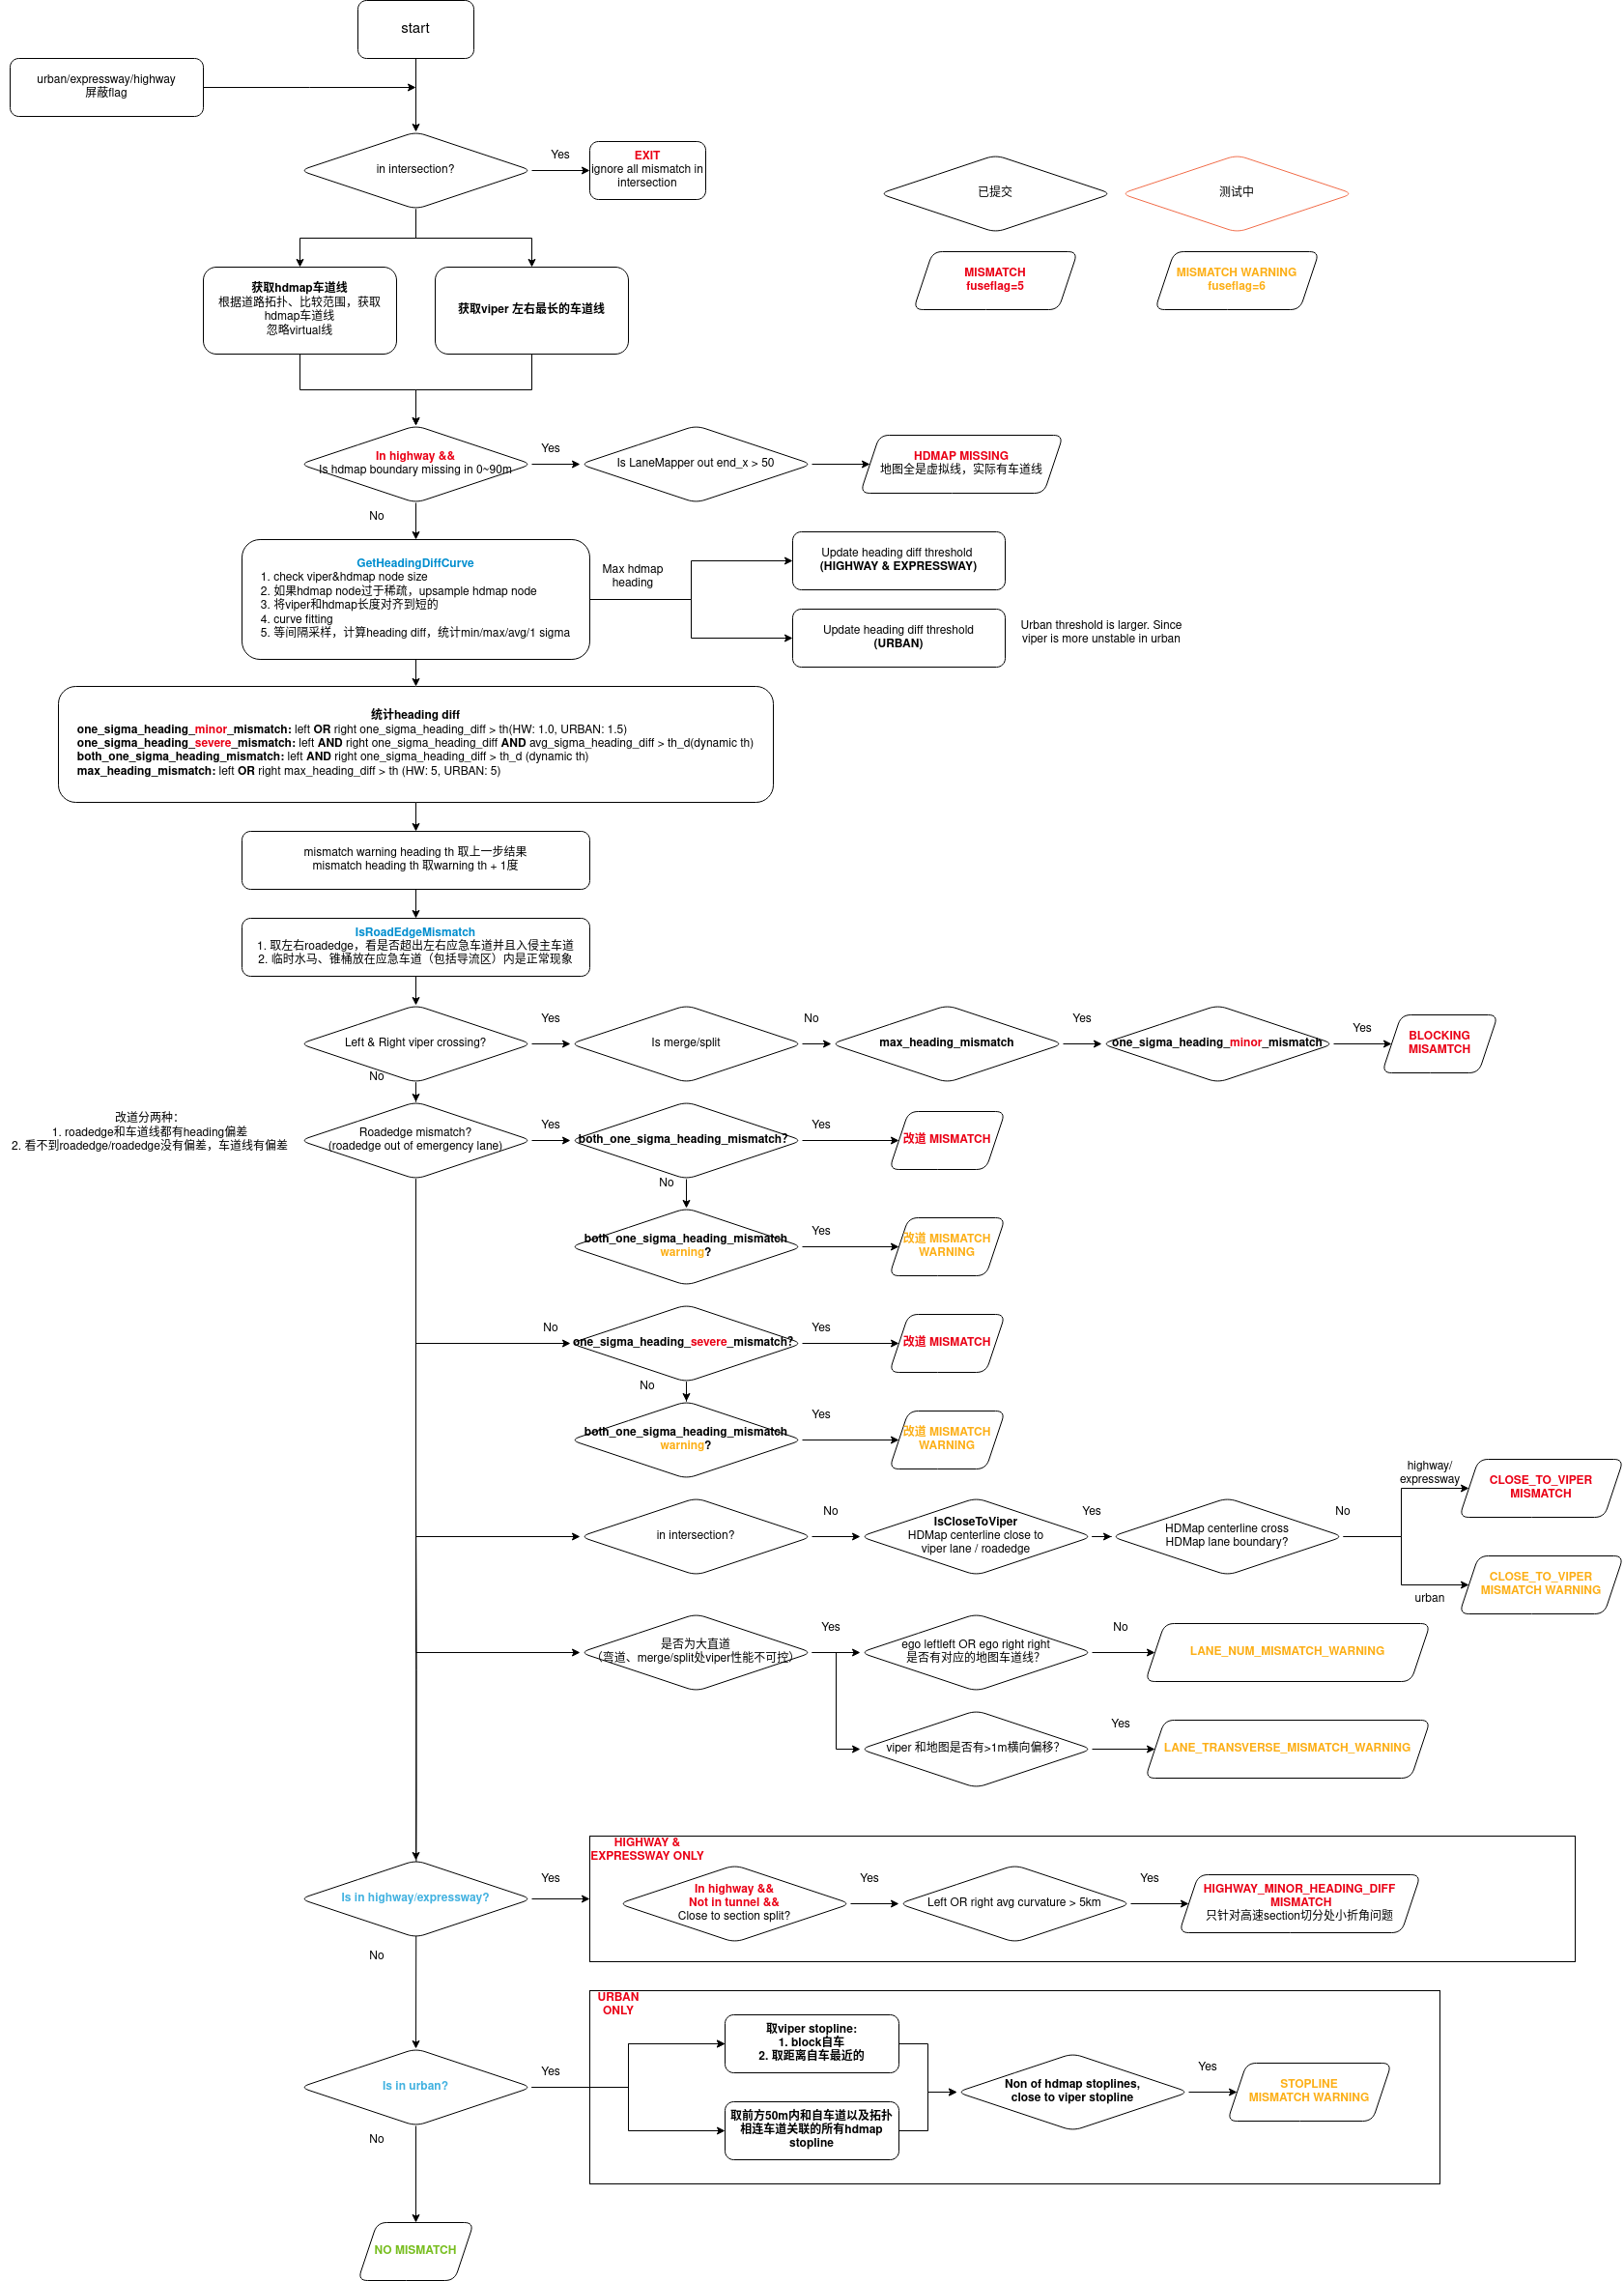 start
urban/expressway/highway
屏蔽flag
in intersection?
Yes
EXIT
ignore all mismatch in
intersection
已提交
测试中
MISMATCH
fuseflag=5
MISMATCH WARNING
fuseflag=6
获取hdmap车道线
根据道路拓扑、比较范围，获取
hdmap车道线
忽略virtual线
获取viper 左右最长的车道线
In highway &&
Is hdmap boundary missing in 0~90m
Yes
Is LaneMapper out end_x > 50
HDMAP MISSING
地图全是虚拟线，实际有车道线
No
GetHeadingDiffCurve
1. check viper&hdmap node size
2. 如果hdmap node过于稀疏，upsample hdmap node
3. 将viper和hdmap长度对齐到短的
4. curve fitting
5. 等间隔采样，计算heading diff，统计min/max/avg/1 sigma
Max hdmap
heading
Update heading diff threshold
(HIGHWAY & EXPRESSWAY)
Update heading diff threshold
(URBAN)
Urban threshold is larger. Since
viper is more unstable in urban
统计heading diff
one_sigma_heading_minor_mismatch: left OR right one_sigma_heading_diff > th(HW: 1.0, URBAN: 1.5)
one_sigma_heading_severe_mismatch: left AND right one_sigma_heading_diff AND avg_sigma_heading_diff > th_d(dynamic th)
both_one_sigma_heading_mismatch: left AND right one_sigma_heading_diff > th_d (dynamic th)
max_heading_mismatch: left OR right max_heading_diff > th (HW: 5, URBAN: 5)
mismatch warning heading th 取上一步结果
mismatch heading th 取warning th + 1度
IsRoadEdgeMismatch
1. 取左右roadedge，看是否超出左右应急车道并且入侵主车道
2. 临时水马、锥桶放在应急车道（包括导流区）内是正常现象
Left & Right viper crossing?
Yes
Is merge/split
No
max_heading_mismatch
Yes
one_sigma_heading_minor_mismatch
Yes
BLOCKING
MISAMTCH
No
改道分两种：
1. roadedge和车道线都有heading偏差
2. 看不到roadedge/roadedge没有偏差，车道线有偏差
Roadedge mismatch?
(roadedge out of emergency lane)
Yes
both_one_sigma_heading_mismatch?
Yes
改道 MISMATCH
No
both_one_sigma_heading_mismatch
warning?
Yes
改道 MISMATCH
WARNING
No
one_sigma_heading_severe_mismatch?
Yes
改道 MISMATCH
No
both_one_sigma_heading_mismatch
warning?
Yes
改道 MISMATCH
WARNING
in intersection?
No
IsCloseToViper
HDMap centerline close to
viper lane / roadedge
Yes
HDMap centerline cross
HDMap lane boundary?
No
highway/
expressway
CLOSE_TO_VIPER
MISMATCH
urban
CLOSE_TO_VIPER
MISMATCH WARNING
是否为大直道
（弯道、merge/split处viper性能不可控）
Yes
ego leftleft OR ego right right
是否有对应的地图车道线？
No
LANE_NUM_MISMATCH_WARNING
viper 和地图是否有>1m横向偏移？
Yes
LANE_TRANSVERSE_MISMATCH_WARNING
Is in highway/expressway?
Yes
HIGHWAY &
EXPRESSWAY ONLY
In highway &&
Not in tunnel &&
Close to section split?
Yes
Left OR right avg curvature > 5km
Yes
HIGHWAY_MINOR_HEADING_DIFF
MISMATCH
只针对高速section切分处小折角问题
No
Is in urban?
Yes
URBAN
ONLY
取viper stopline:
1. block自车
2. 取距离自车最近的
取前方50m内和自车道以及拓扑
相连车道关联的所有hdmap
stopline
Non of hdmap stoplines,
close to viper stopline
Yes
STOPLINE
MISMATCH WARNING
No
NO MISMATCH